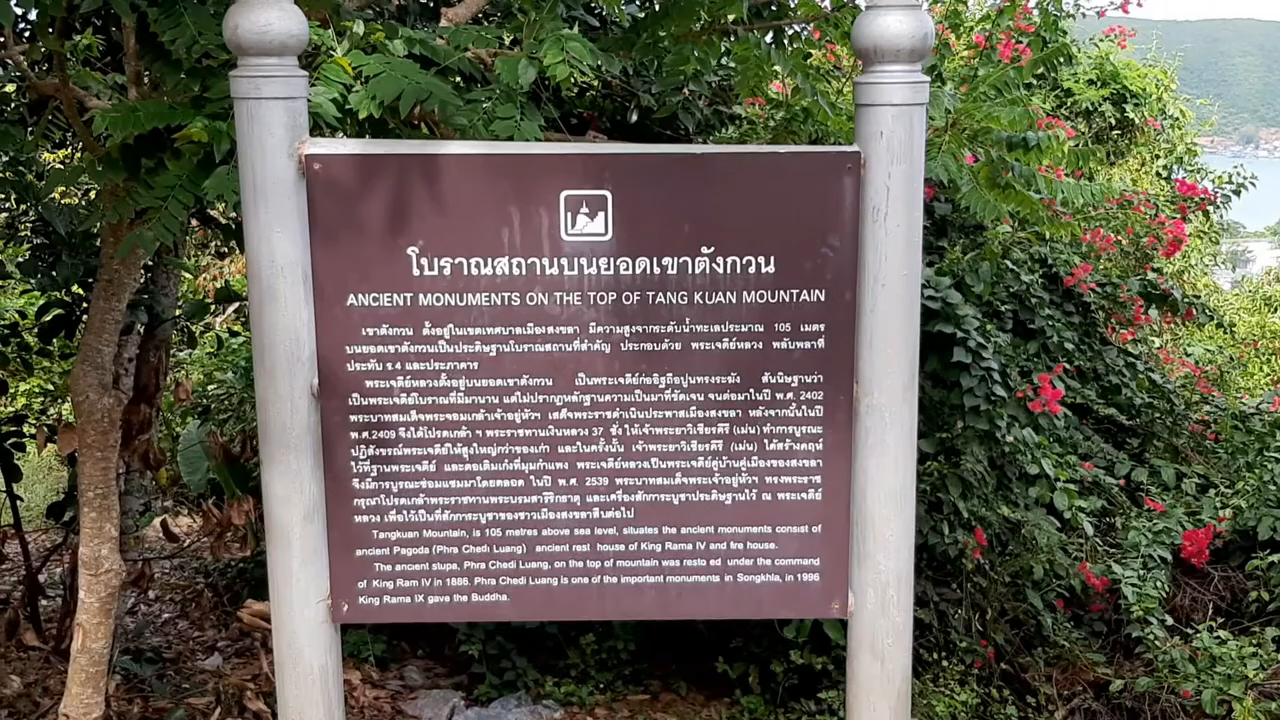 โบราณสถานบนยอดเขาตังกวน
ANCIENT MONUMENTS ON THE TOP OF TANG KUAN MOUNTAIN
เขาตังกวน ตั้งอยู่ในเขตเทศบาลเมืองสงขลา มีความสูงจากระดับน้ำทะเลประมาณ 105 เมตร
บนยอดเขาตังกวนเป็นประดิษฐานโบราณสถานที่สำคัญ ประกอบด้วย พระเจดีย์หลวง พลับพลาที่
ประทับ ร.4 และประภาคาร
พระเจดีย์หลวงตั้งอยู่บนยอดเขาตังกวน เป็นพระเจดีย์ก่ออิฐถือปูนทรงระฆัง สันนิษฐานว่า
เป็นพระเจดีย์โบราณที่มีมานาน แต่ไม่ปรากฏหลักฐานความเป็นมาที่ชัดเจน จนต่อมาในปี พ.ศ. 2402
พระบาทสมเด็จพระจอมเกล้าเจ้าอยู่หัวฯ เสด็จพระราชดำเนินประพาสเมืองสงขลา หลังจากนั้นในปี
พ.ศ.2409 จึงได้โปรดเกล้า ฯ พระราชทานเงินหลวง 37 ชั่ง ให้เจ้าพระยาวิเชียรคีรี (เม่น) ทำการบูรณะ
ปฏิสังขรณ์พระเจดีย์ให้สูงใหญ่กว่าของเก่า และในครั้งนั้น เจ้าพระยาวิเชียรคีรี (เม่น) ได้สร้างคฤห์
ไว้ที่ฐานพระเจดีย์ และต่อเติมเก๋งที่มุมกำแพง พระเจดีย์หลวงเป็นพระเจดีย์คู่บ้านคู่เมืองของสงขลา
จึงมีการบูรณะซ่อมแซมมาโดยตลอด ในปี พ.ศ. 2539 พระบาทสมเด็จพระเจ้าอยู่หัวฯ ทรงพระราช
กรุณาโปรดเกล้าพระราชทานพระบรมสารีริกธาตุ และเครื่องสักการะบูชาประดิษฐานไว้ ณ พระเจดีย์
หลวง เพื่อไว้เป็นที่สักการะบูชาของชาวเมืองสงขลาสืบต่อไป
Tangkuan Mountain, is 105 metres above sea level, situates the ancient monuments consist of
ancient Pagoda (Phra Chedi Luang) ancient rest house of King Rama IV and fire house.
The ancient stupa, Phra Chedi Luang, on the top of mountain was resto ed under the command
of King Ram IV in 1886. Phra Chedi Luang is one of the important monuments in Songkhla, in 1996
King Rama IX gave the Buddha.